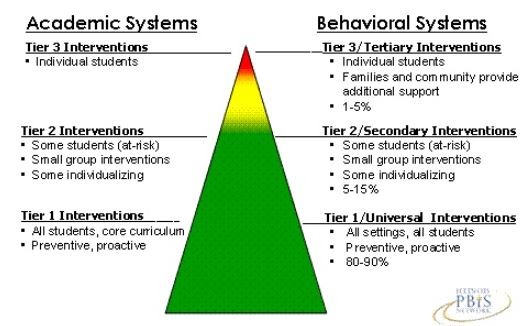 Academic Systems
Tier 3 Interventions
▪ Individual students
Tier 2 Interventions
▪ Some students (at-risk)
▪ Small group interventions
▪ Some individualizing
Tier 1 Interventions
▪ All students, core curriculum
▪ Preventive, proactive
Behavioral Systems
Tier 3/Tertiary Interventions
▪ Individual students
▪ Families and community provide
additional support
▪ 1-5%
Tier 2/Secondary Interventions
▪ Some students (at-risk)
▪ Small group interventions
▪ Some individualizing
▪ 5-15%
Tier 1/Universal Interventions
▪ All settings, all students
▪ Preventive, proactive
▪ 80-90%
ILLINOIS
PBIS
NETWORK